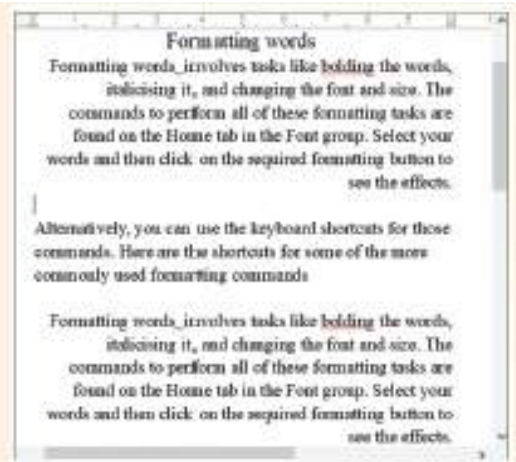 Formatting words
Formatting words_involves tasks like bolding the words,
italicising it, and changing the font and size. The
commands to perform all of these formatting tasks are
found on the Home tab in the Font group. Select your
words and then click on the required formatting button to
see the effects.
Alternatively, you can use the keyboard shortcuts for those
commands. Here are the shortcuts for some of the more
commonly used formatting commands
Formatting words_involves tasks like bolding the words,
italicising it, and changing the font and size. The
commands to perform all of these formatting tasks are
found on the Home tab in the Font group. Select your
words and then click on the required formatting button to
see the effects.